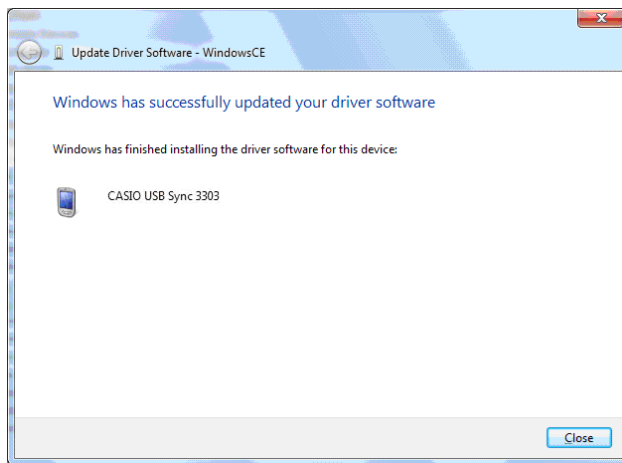 Update Driver Software - WindowsCE
Windows has successfully updated your driver software
Windows has finished installing the driver software for this device:
CASIO USB Sync 3303
Close